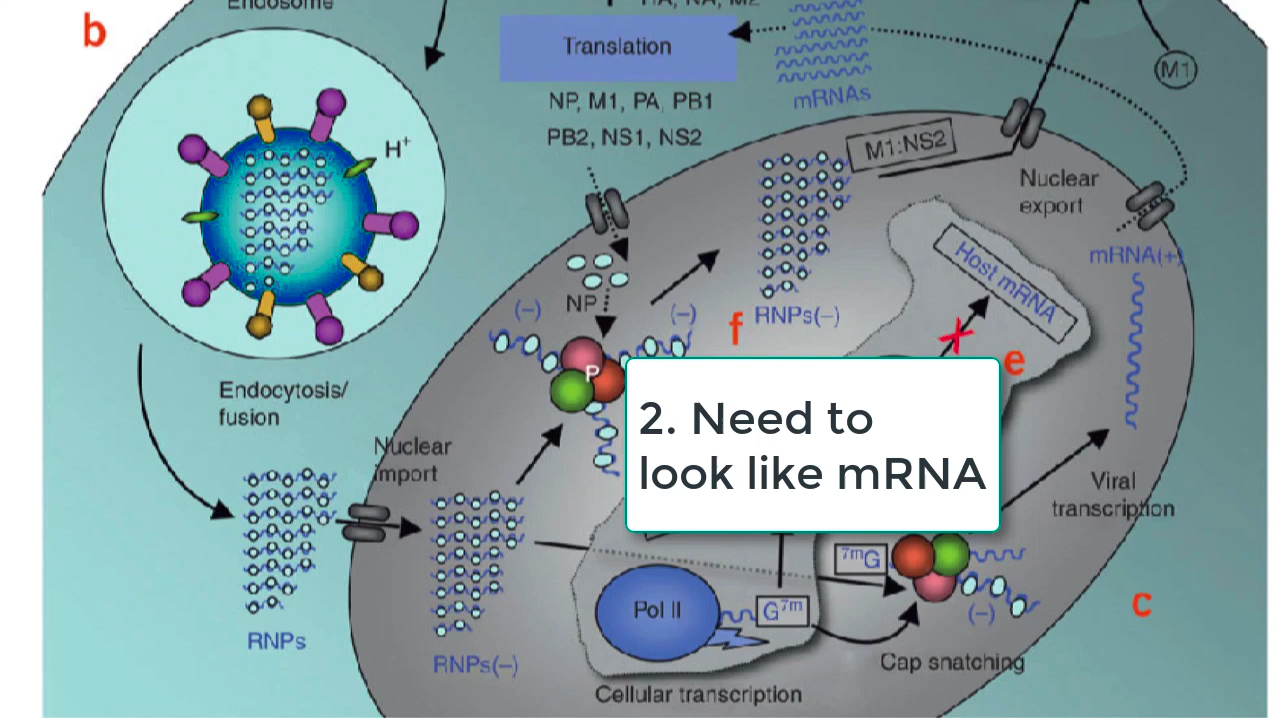 Endosome
HA, NA, M2
b
Translation
mRNAs
M1
NP, M1, PA, PB1
PB2, NS1, NS2
H+
M1:NS2
Nuclear
export
mRNA(+)
Host mRNA
NP
(–)
(–)
RNPs(–)
f
e
P
Endocytosis/
fusion
Nuclear
import
2. Need to
look like mRNA
Viral
transcription
7mG
Pol II
G7m
(–)
c
RNPs
RNPs(–)
Cap snatching
Cellular transcription